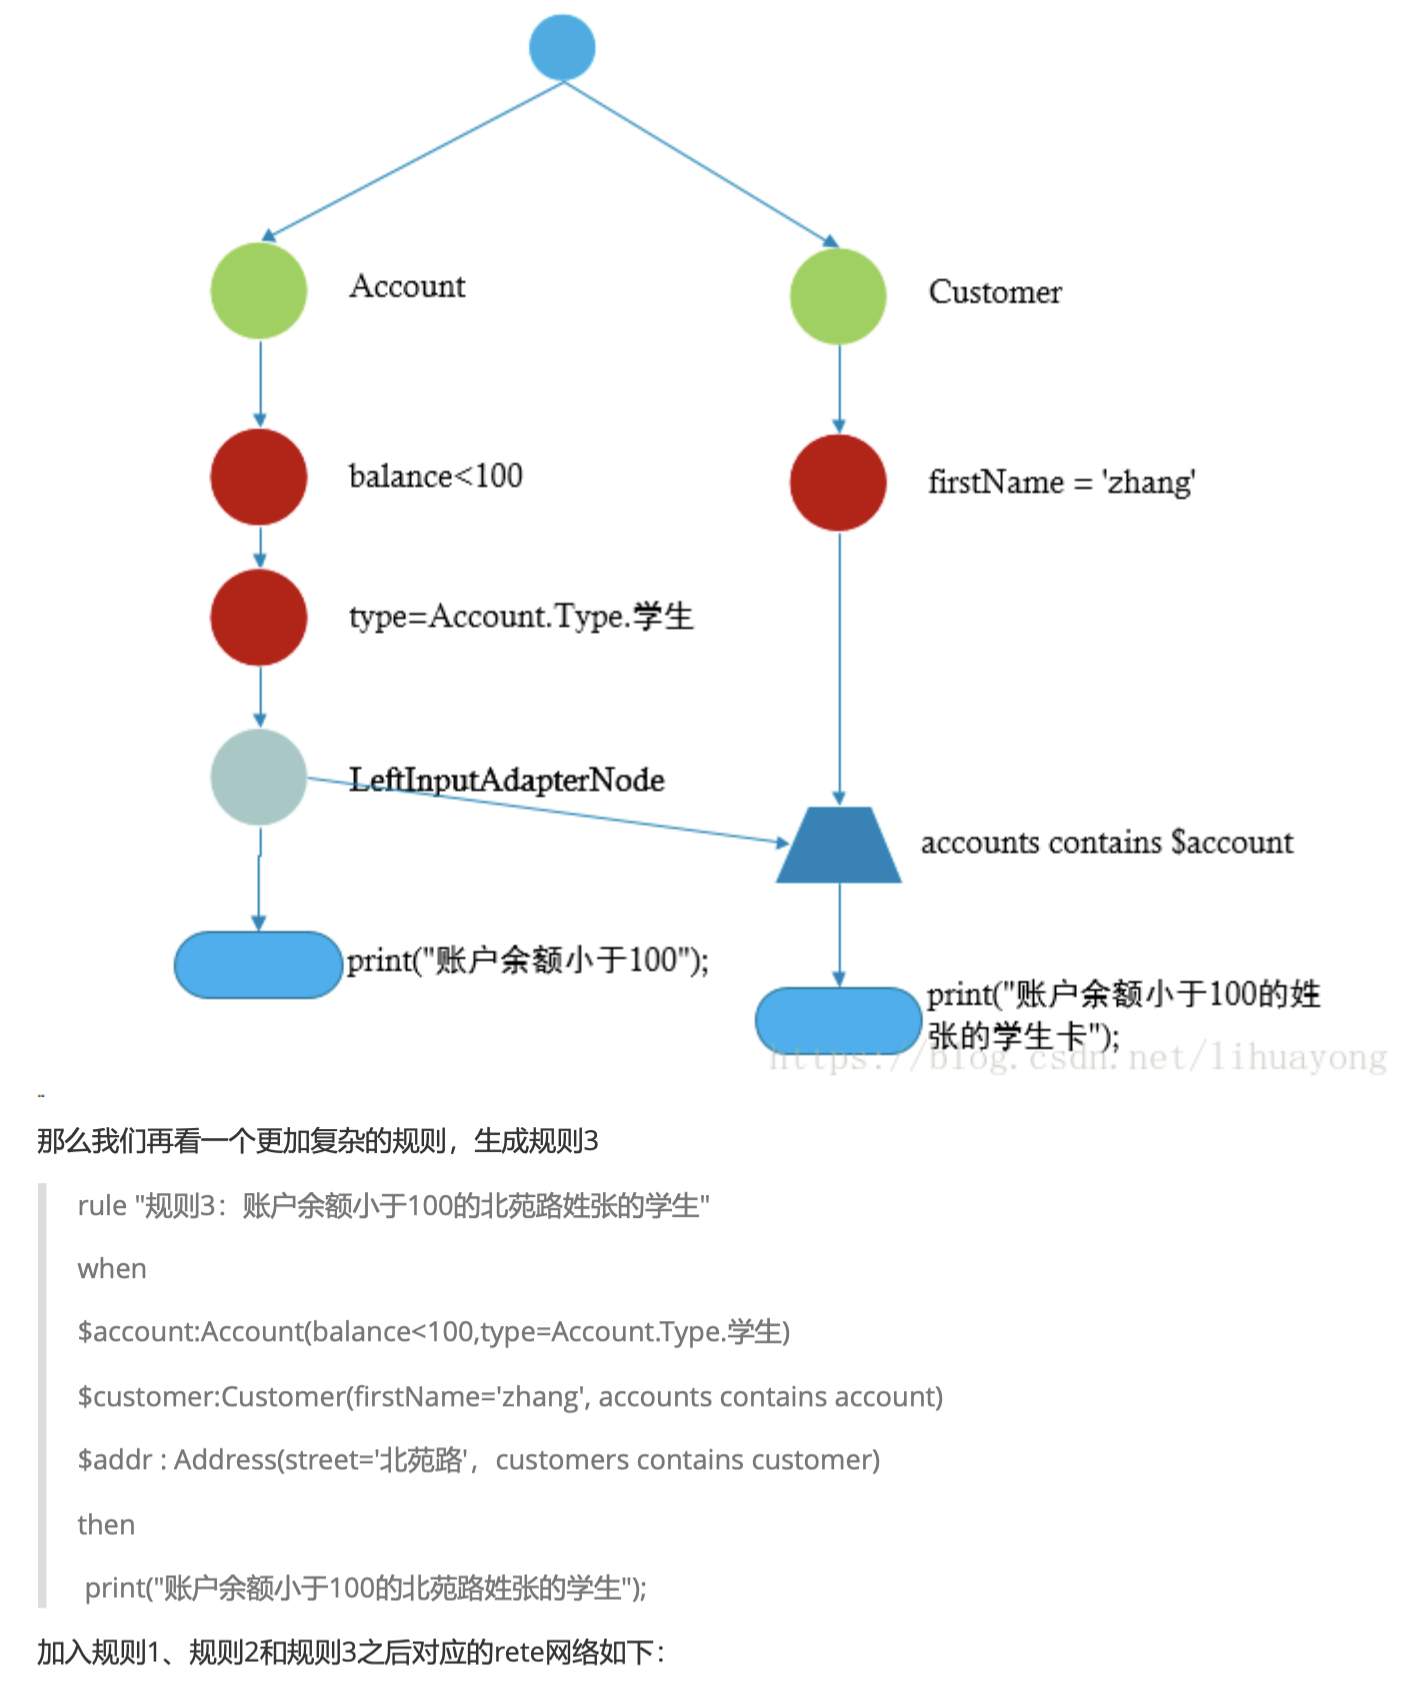 Account
Customer
balance<100
firstName = 'zhang'
type=Account.Type.学生
LeftInputAdapterNode
accounts contains $account
print("账户余额小于100");
print("账户余额小于100的姓
张的学生卡");
https://blog.csdn.net/lihuayong
那么我们再看一个更加复杂的规则，生成规则3
rule "规则3：账户余额小于100的北苑路姓张的学生"
when
$account:Account(balance<100,type=Account.Type.学生)
$customer:Customer(firstName='zhang', accounts contains account)
$addr : Address(street='北苑路'，customers contains customer)
then
print("账户余额小于100的北苑路姓张的学生");
加入规则1、规则2和规则3之后对应的rete网络如下：